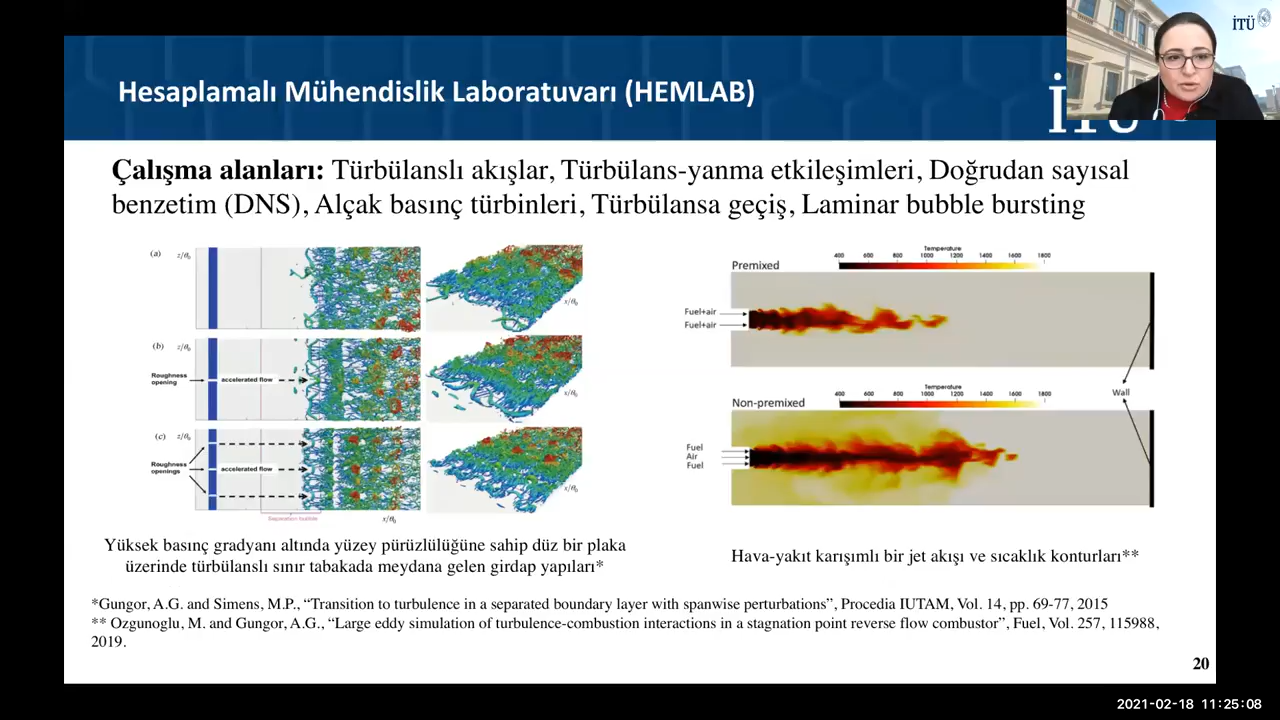 İTÜ
Hesaplamalı Mühendislik Laboratuvarı (HEMLAB)
Çalışma alanları: Türbülanslı akışlar, Türbülans-yanma etkileşimleri, Doğrudan sayısal
benzetim (DNS), Alçak basınç türbinleri, Türbülansa geçiş, Laminar bubble bursting
(a) z/θ₀
x/θ₀
(b) z/θ₀
Roughness
opening
accelerated flow
x/θ₀
(c) z/θ₀
Roughness
openings
accelerated flow
x/θ₀
Separation bubble
x/θ₀
Temperature
400 600 800 1000 1200 1400 1600 1800
Premixed
Fuel+air
Fuel+air
Temperature
400 600 800 1000 1200 1400 1600 1800
Wall
Non-premixed
Fuel
Air
Fuel
Yüksek basınç gradyanı altında yüzey pürüzlülüğüne sahip düz bir plaka
üzerinde türbülanslı sınır tabakada meydana gelen girdap yapıları*
Hava-yakıt karışımlı bir jet akışı ve sıcaklık konturları**
*Gungor, A.G. and Simens, M.P., “Transition to turbulence in a separated boundary layer with spanwise perturbations”, Procedia IUTAM, Vol. 14, pp. 69-77, 2015
** Ozgunoglu, M. and Gungor, A.G., “Large eddy simulation of turbulence-combustion interactions in a stagnation point reverse flow combustor”, Fuel, Vol. 257, 115988,
2019.
20
2021-02-18 11:25:08